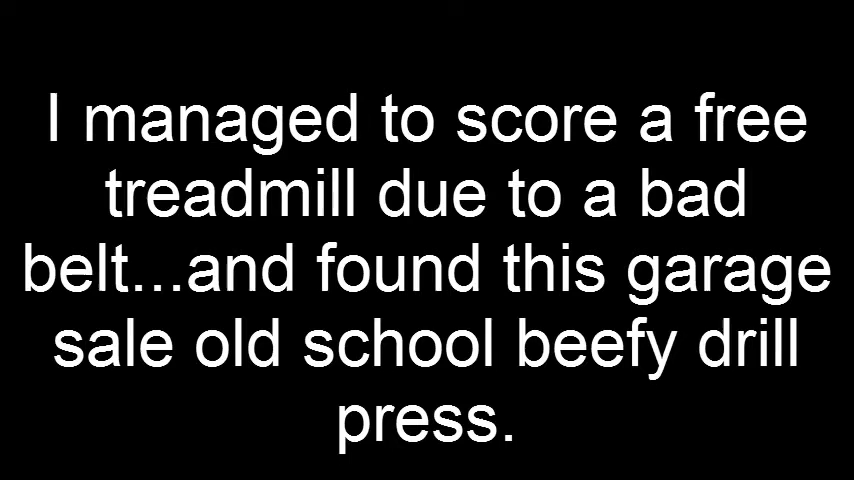 I managed to score a free
treadmill due to a bad
belt...and found this garage
sale old school beefy drill
press.